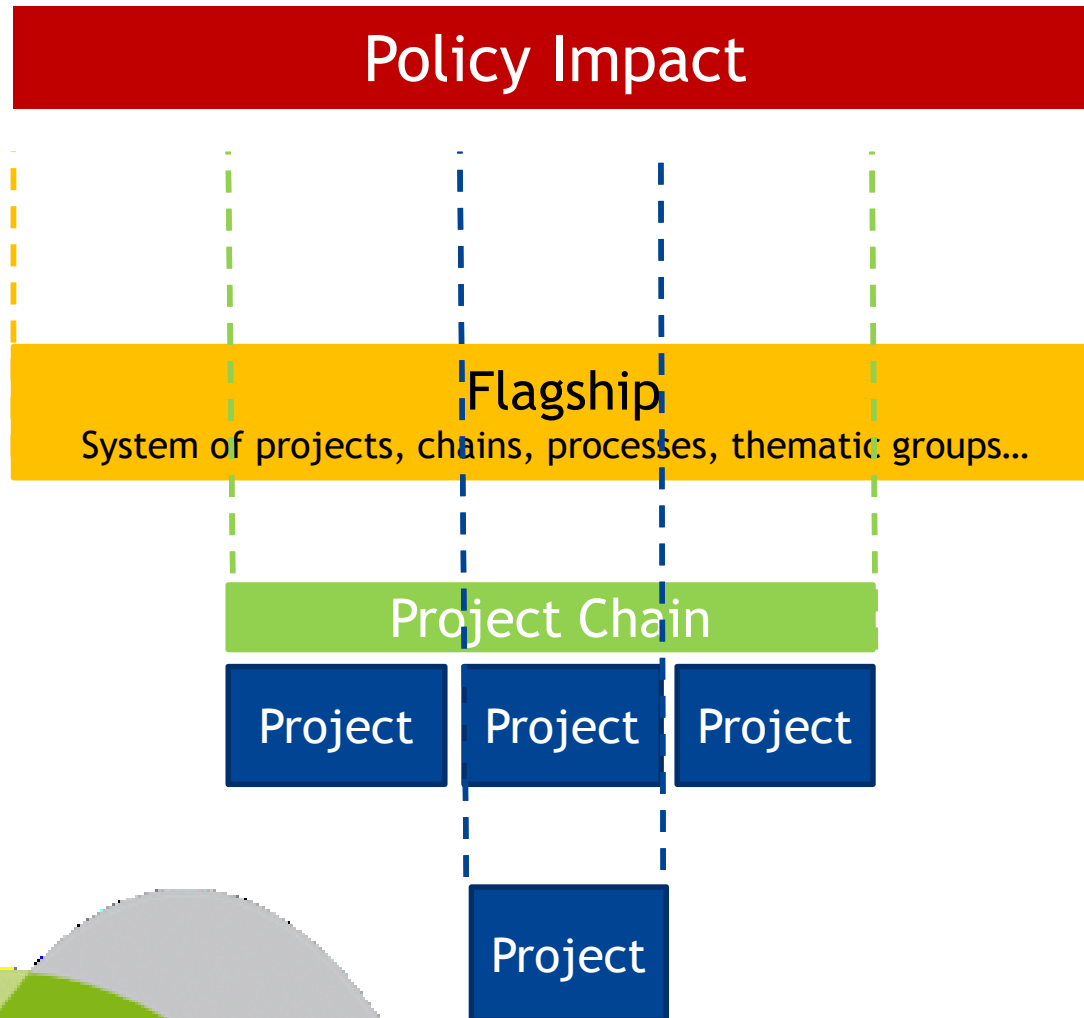 Policy Impact
Flagship
System of projects, chains, processes, thematic groups…
Project Chain
Project Project Project
Project